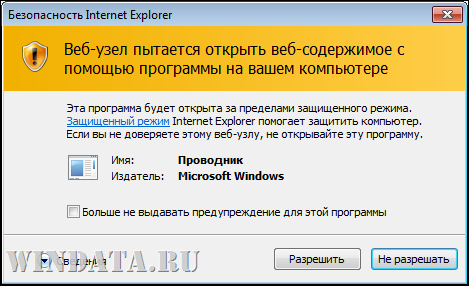 Безопасность Internet Explorer
Веб-узел пытается открыть веб-содержимое с
помощью программы на вашем компьютере
Эта программа будет открыта за пределами защищенного режима.
Защищенный режим Internet Explorer помогает защитить компьютер.
Если вы не доверяете этому веб-узлу, не открывайте эту программу.
Имя: Проводник
Издатель: Microsoft Windows
Больше не выдавать предупреждение для этой программы
Сведения
Разрешить Не разрешать
WINDATA.RU